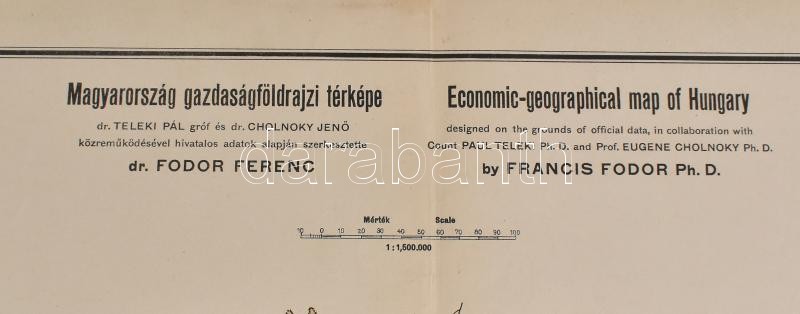 Magyarország gazdaságföldrajzi térképe
dr. TELEKI PÁL gróf és dr. CHOLNOKY JENŐ
közreműködésével hivatalos adatok alapján szerkesztette
dr. FODOR FERENC
Economic-geographical map of Hungary
designed on the grounds of official data, in collaboration with
Count PAUL TELEKI Ph. D. and Prof. EUGENE CHOLNOKY Ph. D.
by FRANCIS FODOR Ph. D.
darabanth
Mérték Scale
10 0 10 20 30 40 50 60 70 80 90 100
1:1,500.000